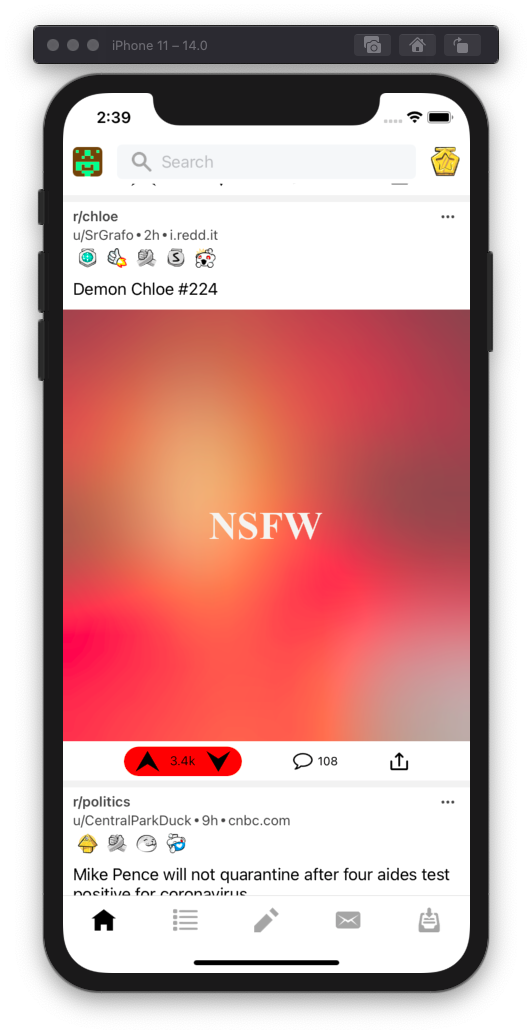 iPhone 11 – 14.0
2:39
Search
r/chloe
u/SrGrafo • 2h • i.redd.it
Demon Chloe #224
NSFW
3.4k
108
r/politics
u/CentralParkDuck • 9h • cnbc.com
Mike Pence will not quarantine after four aides test
positive for coronavirus